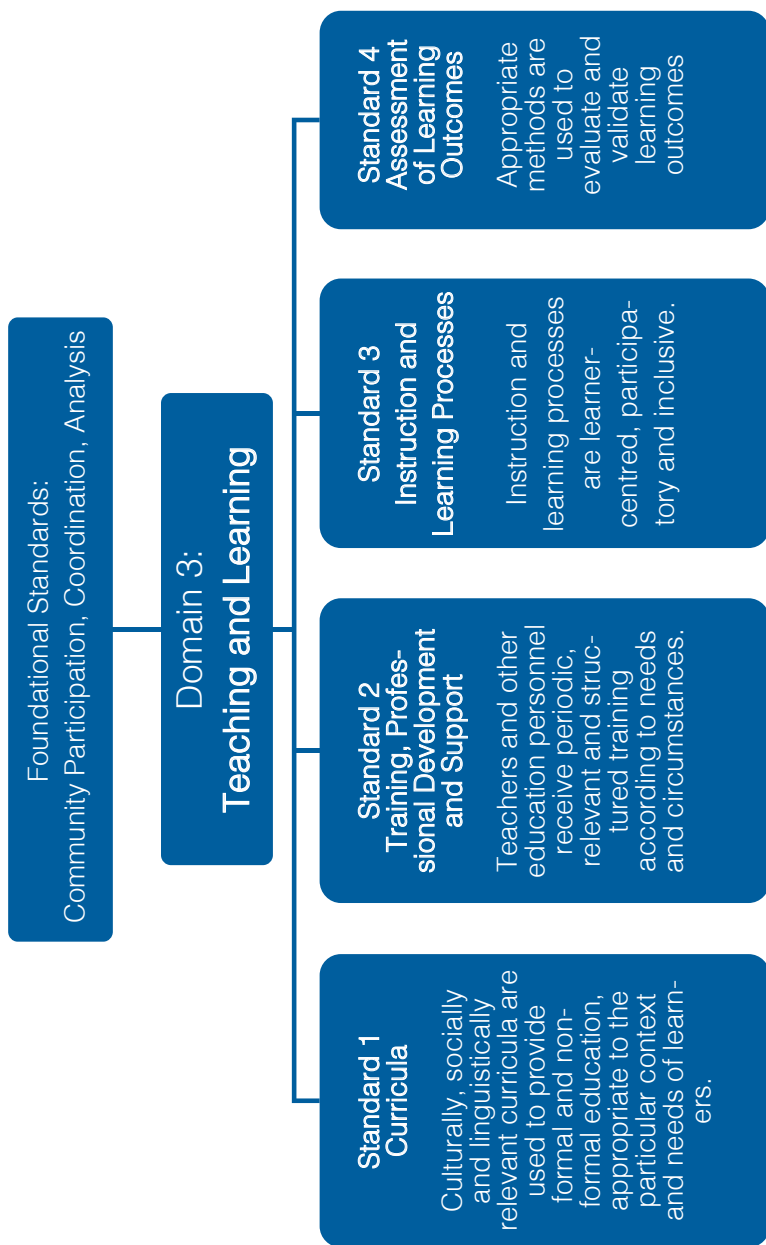 Foundational Standards:
Community Participation, Coordination, Analysis
Domain 3:
Teaching and Learning
Standard 1
Curricula
Culturally, socially
and linguistically
relevant curricula are
used to provide
formal and non-
formal education,
appropriate to the
particular context
and needs of learn-
ers.
Standard 2
Training, Profes-
sional Development
and Support
Teachers and other
education personnel
receive periodic,
relevant and struc-
tured training
according to needs
and circumstances.
Standard 3
Instruction and
Learning Processes
Instruction and
learning processes
are learner-
centred, participa-
tory and inclusive.
Standard 4
Assessment
of Learning
Outcomes
Appropriate
methods are
used to
evaluate and
validate
learning
outcomes